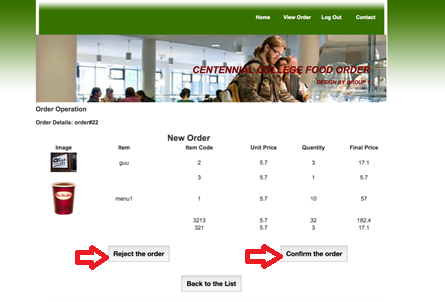 Home View Order Log Out Contact
CENTENNIAL COLLEGE FOOD ORDER
DESIGN BY GROUP 1
Order Operation
Order Details: order#22
New Order
Image Item Item Code Unit Price Quantity Final Price
guu 2 5.7 3 17.1
3 5.7 1 5.7
menu1 1 5.7 10 57
3213 5.7 32 182.4
321 5.7 3 17.1
Reject the order Confirm the order
Back to the List